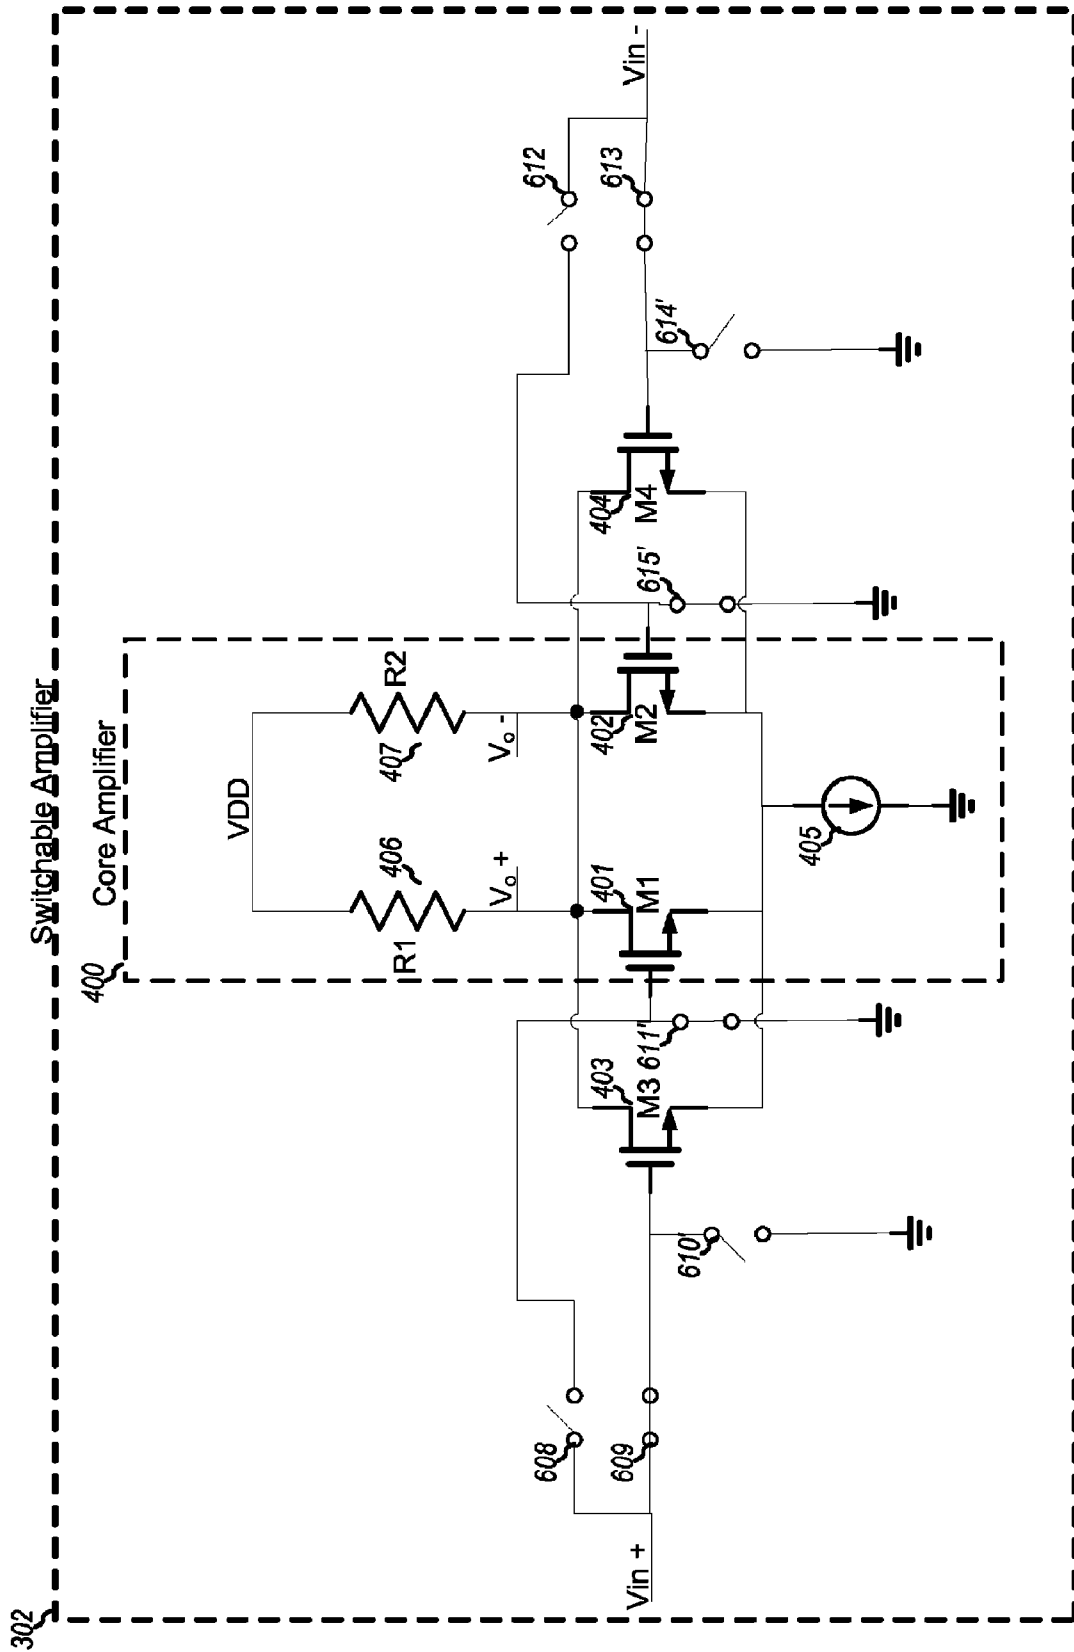 302
Switchable Amplifier
400
Core Amplifier
VDD
R1
406
407
R2
Vo +
Vo -
Vin +
608
609
610'
403
M3
611'
401
M1
405
402
M2
615'
404
M4
614'
612
613
Vin -